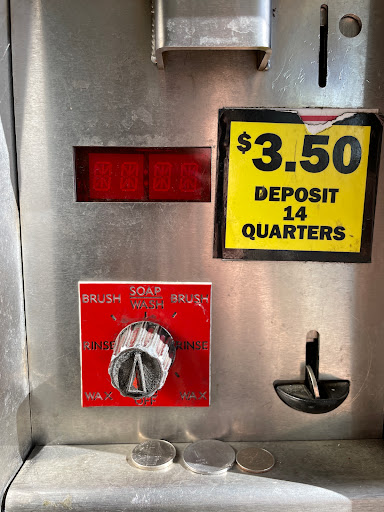 $3.50
DEPOSIT
14
QUARTERS
SOAP
BRUSH WASH BRUSH
RINSE RINSE
WAX OFF WAX